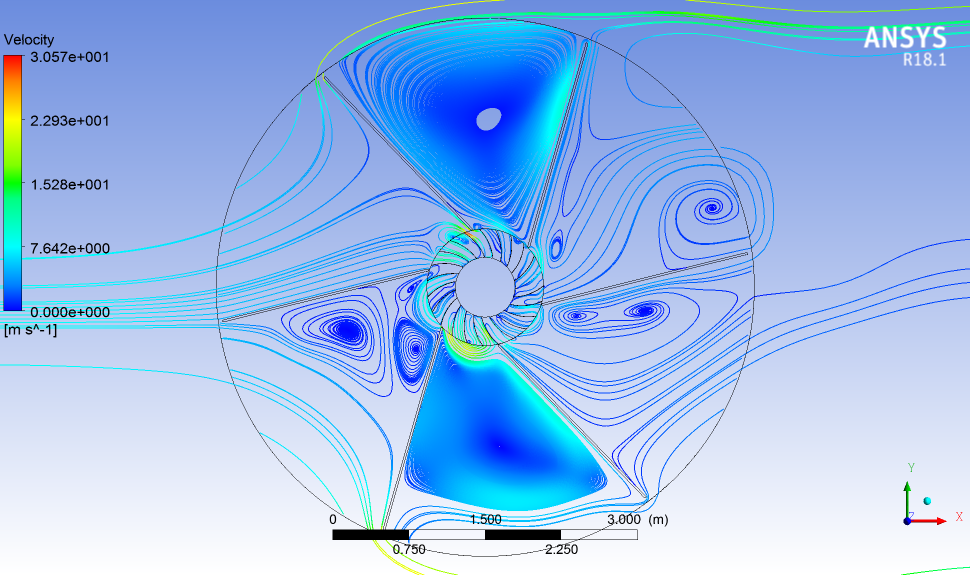 Velocity
3.057e+001
2.293e+001
1.528e+001
7.642e+000
0.000e+000
[m s^-1]
ANSYS
R18.1
0 1.500 3.000 (m)
0.750 2.250
Y
Z X